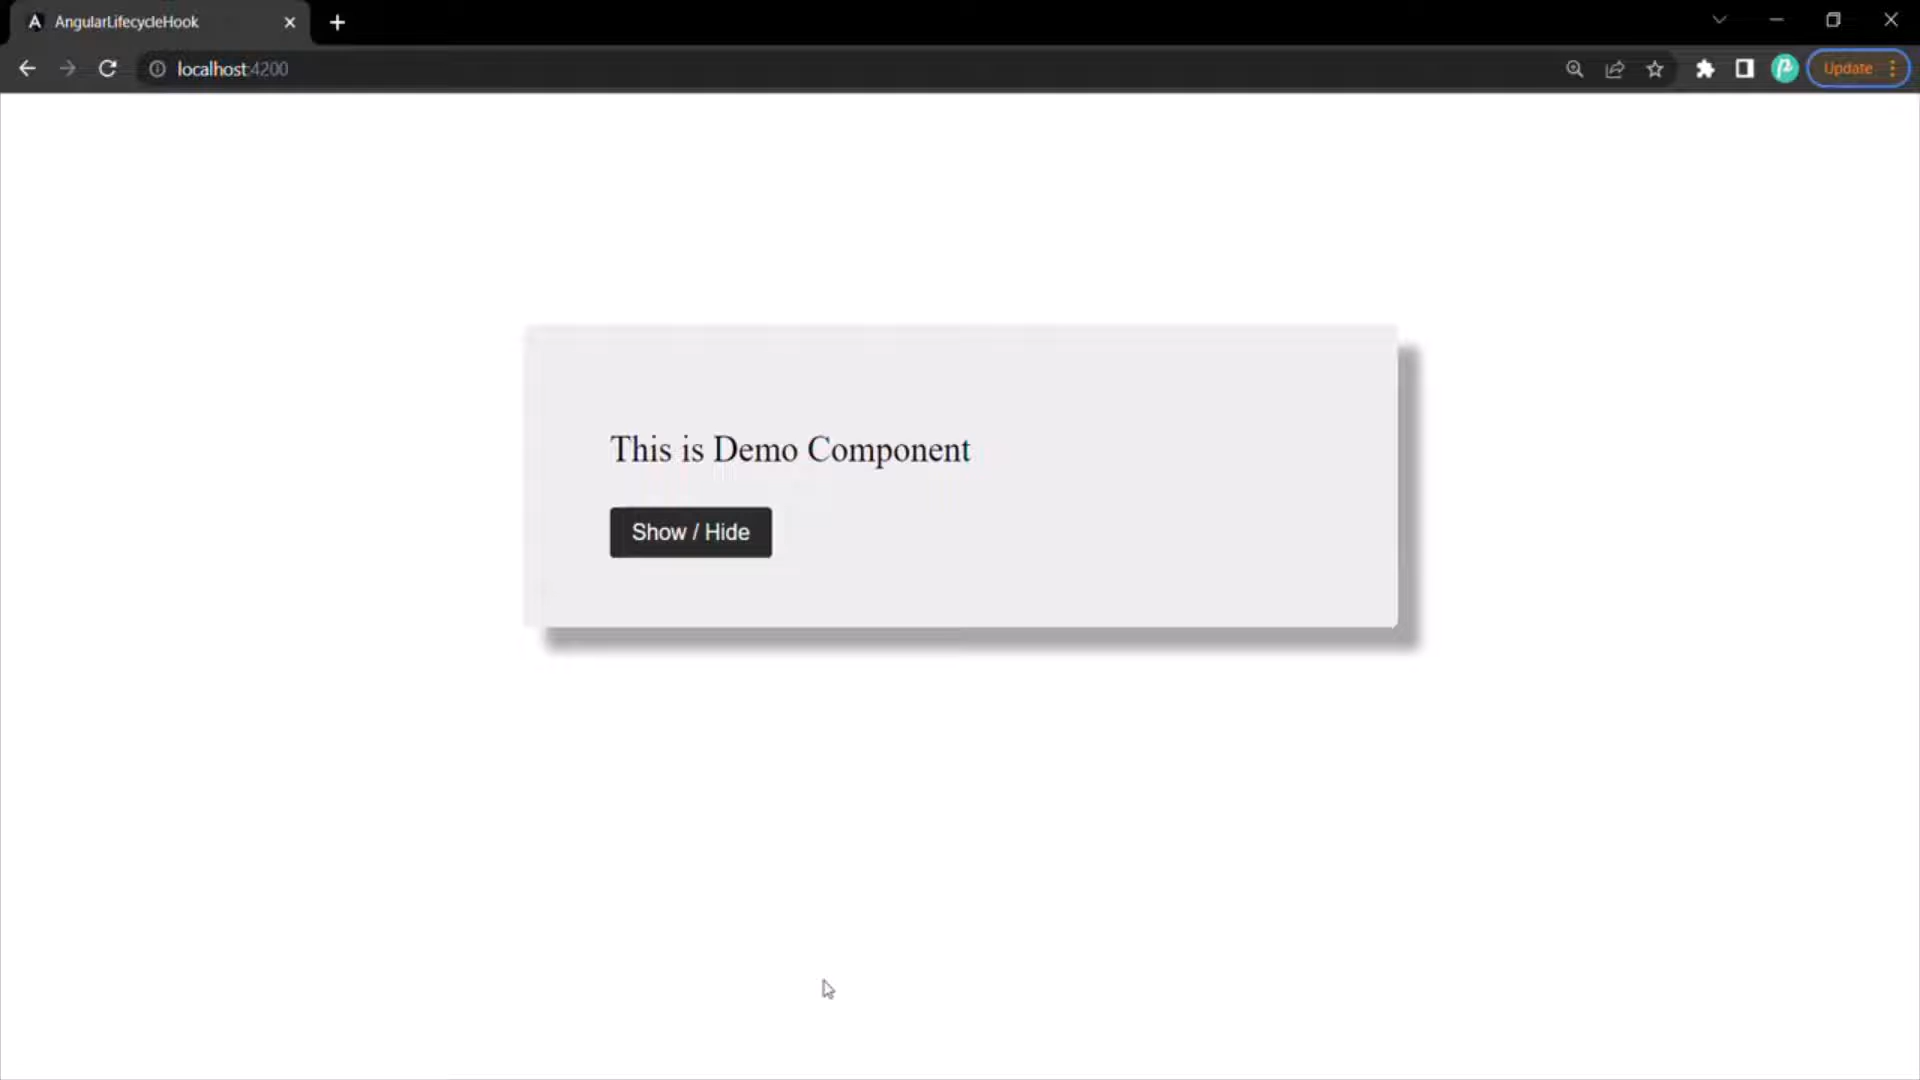 AngularLifecycleHook
localhost:4200
Update
This is Demo Component
Show / Hide